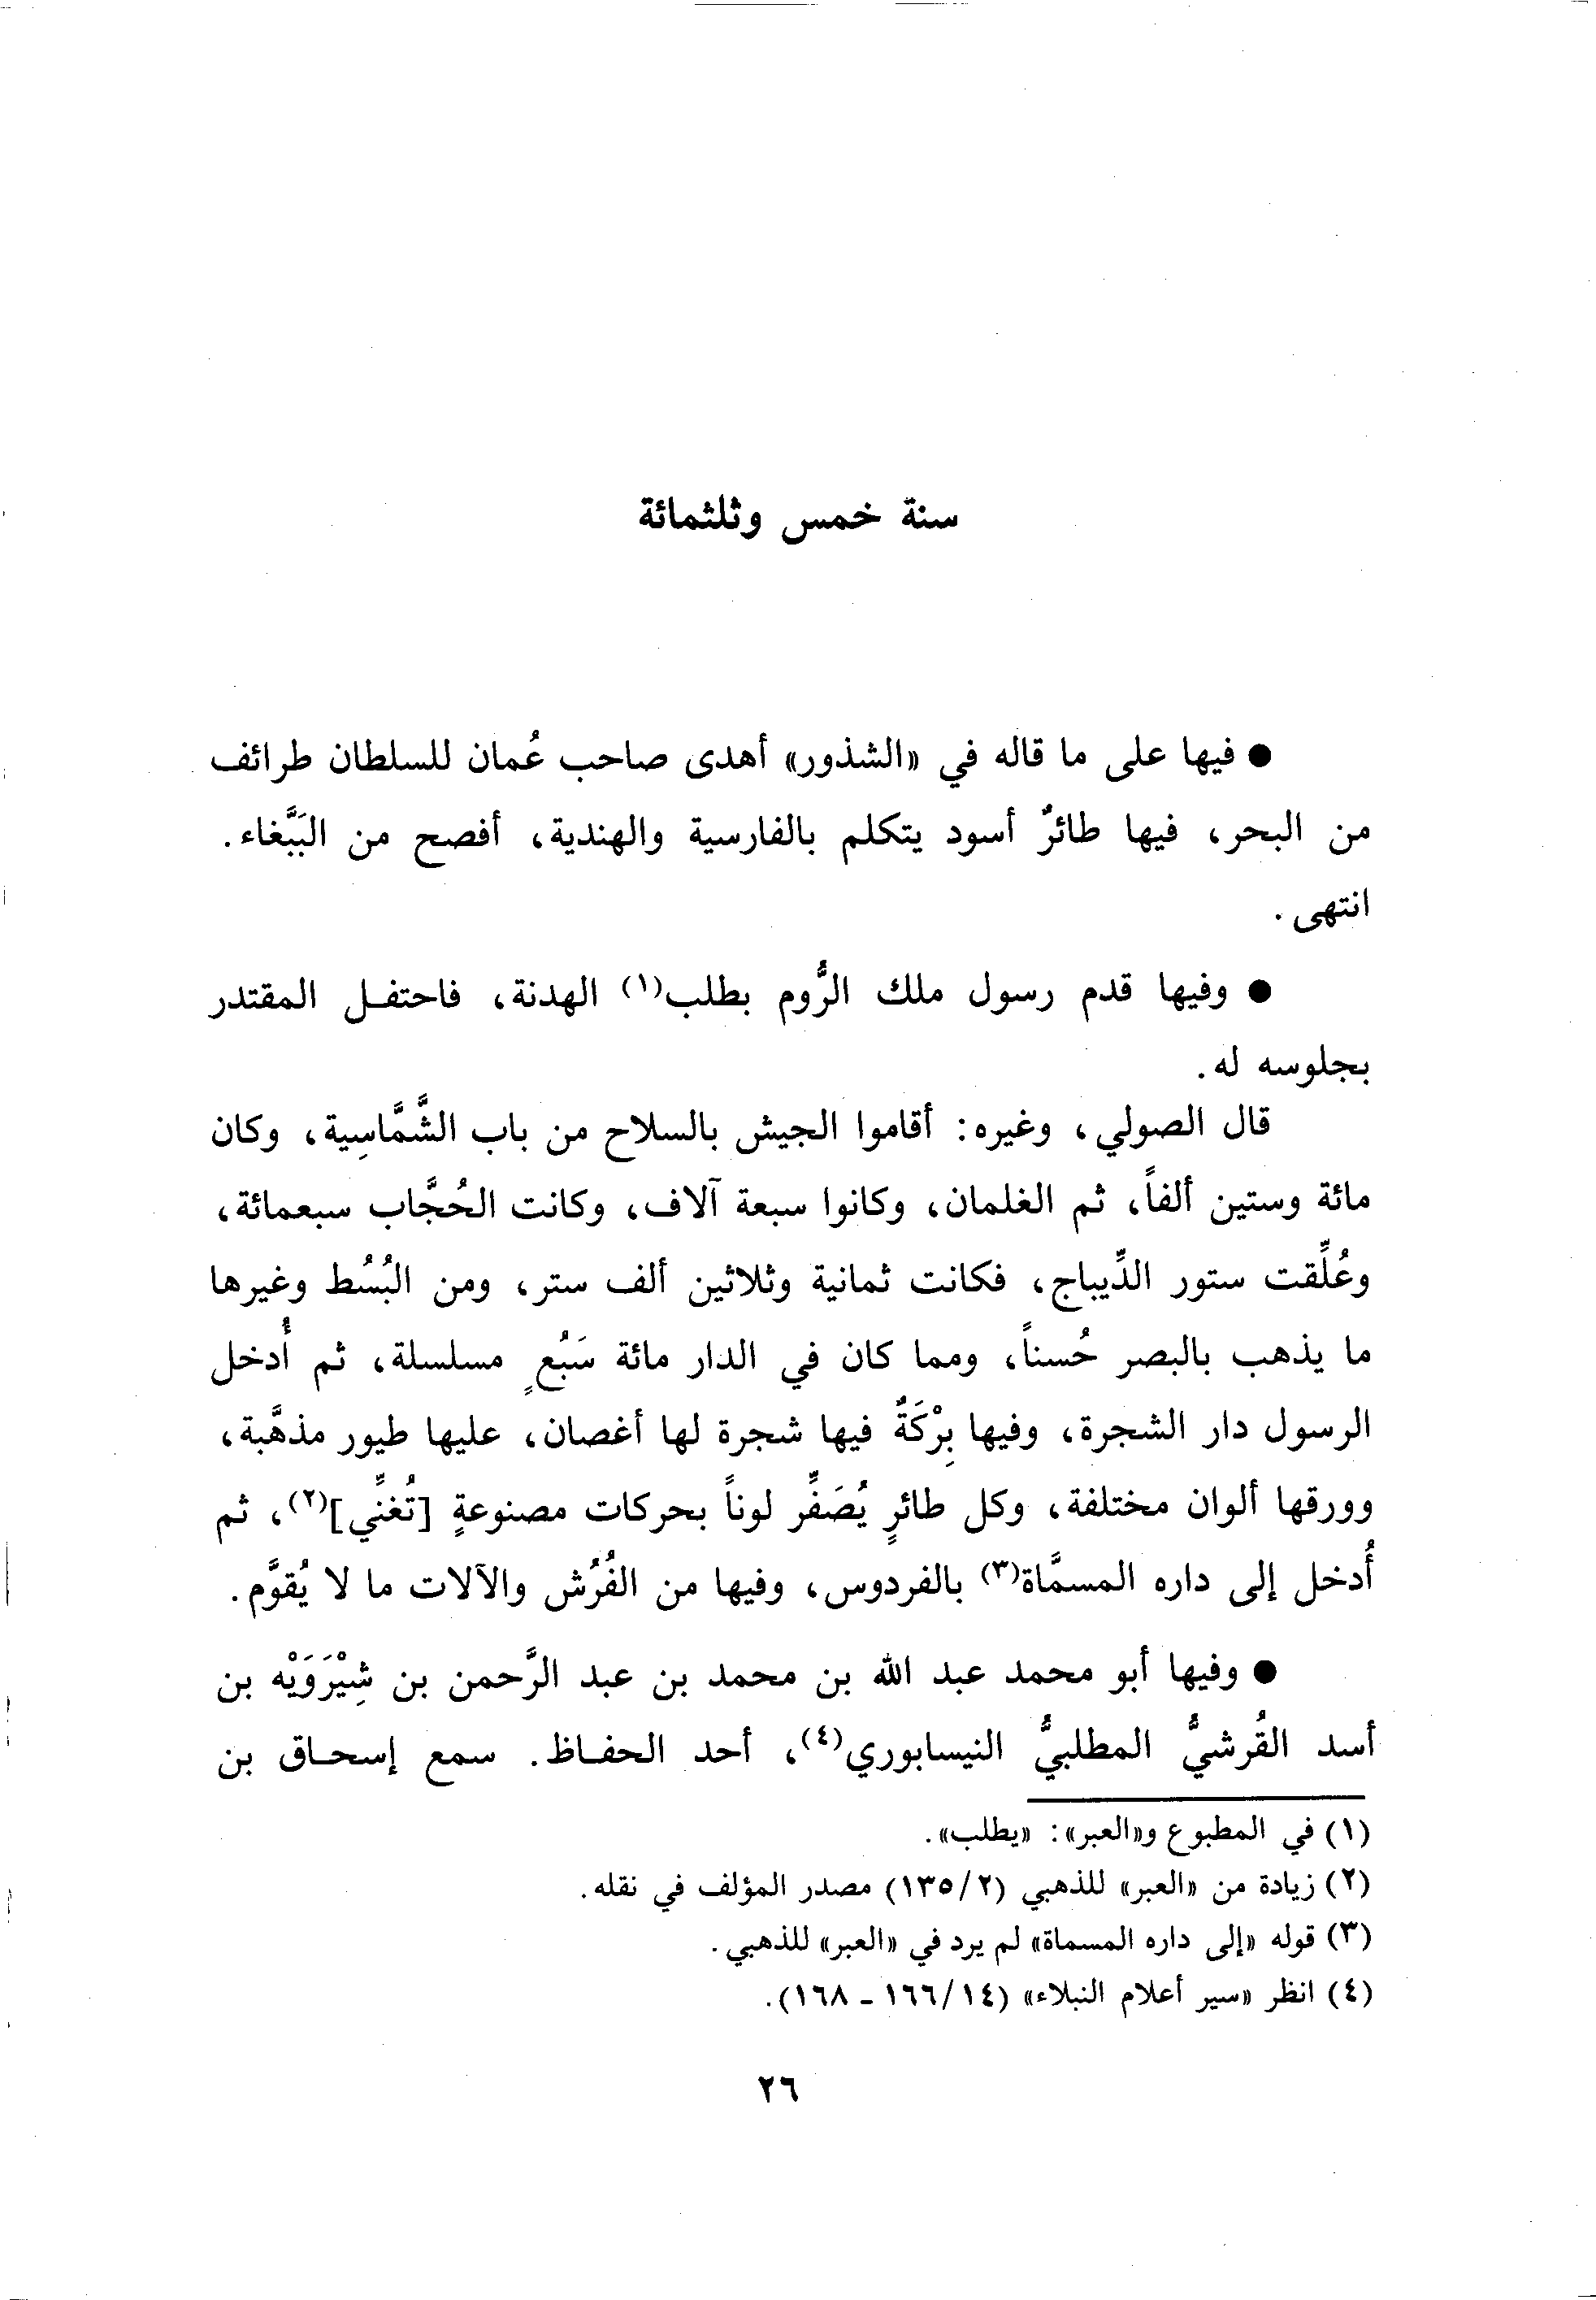 سنة خمس وثلثمائة
● فيها على ما قاله في «الشذور» أهدى صاحب عُمان للسلطان طرائف
من البحر، فيها طائرٌ أسود يتكلم بالفارسية والهندية، أفصح من البَبَّغاء.
انتهى.
● وفيها قدم رسول ملك الرُّوم بطلب(١) الهدنة، فاحتفـل المقتدر
بجلوسه له.
قال الصولي، وغيره: أقاموا الجيش بالسلاح من باب الشَّمَّاسِية، وكان
مائة وستين ألفاً، ثم الغلمان، وكانوا سبعة آلاف، وكانت الحُجَّاب سبعمائة،
وعُلِّقت ستور الدِّيباج، فكانت ثمانية وثلاثين ألف ستر، ومن البُسُط وغيرها
ما يذهب بالبصر حُسناً، ومما كان في الدار مائة سَبُعٍ مسلسلة، ثم أُدخل
الرسول دار الشجرة، وفيها بِرْكَةٌ فيها شجرة لها أغصان، عليها طيور مذهَّبة،
وورقها ألوان مختلفة، وكل طائرٍ يُصَفِّر لوناً بحركات مصنوعةٍ [تُغنِّي](٢)، ثم
أُدخل إلى داره المسمَّاة(٣) بالفردوس، وفيها من الفُرُش والآلات ما لا يُقوَّم.
● وفيها أبو محمد عبد الله بن محمد بن عبد الرَّحمن بن شِيْرَوَيْه بن
أسد القُرشيُّ المطلبيُّ النيسابوري(٤)، أحد الحفـاظ. سمع إسحـاق بن
(١) في المطبوع و«العبر»: «يطلب».
(٢) زيادة من «العبر» للذهبي (٢/١٣٥) مصدر المؤلف في نقله.
(٣) قوله «إلى داره المسماة» لم يرد في «العبر» للذهبي.
(٤) انظر «سير أعلام النبلاء» (١٤/١٦٦ - ١٦٨).
٢٦